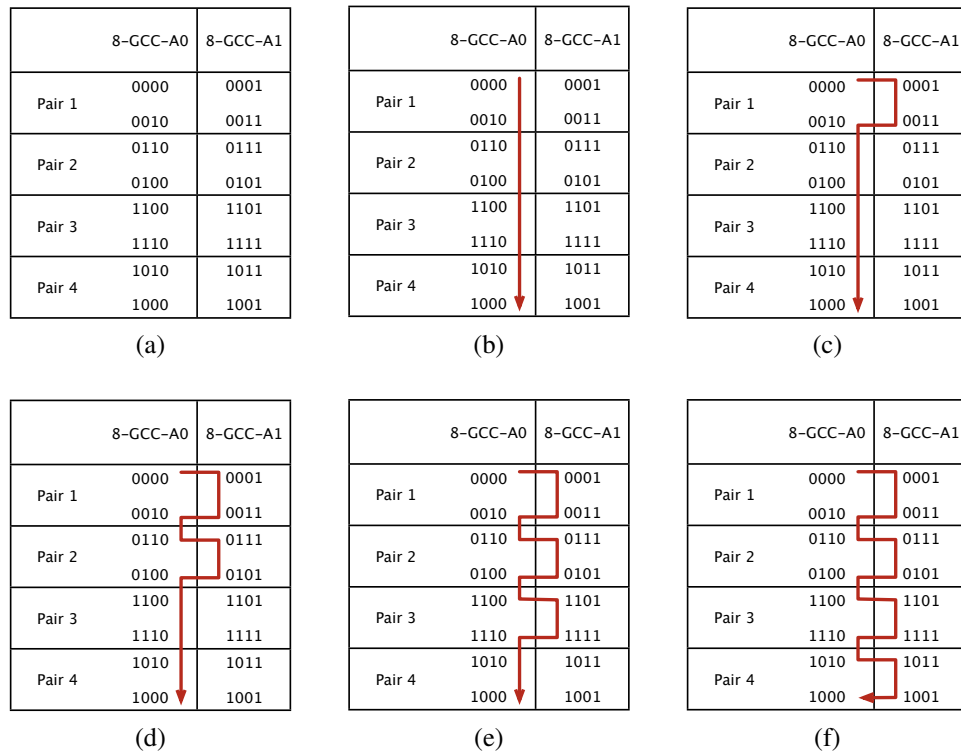 8-GCC-A0 8-GCC-A1
Pair 1
0000 0001
0010 0011
Pair 2
0110 0111
0100 0101
Pair 3
1100 1101
1110 1111
Pair 4
1010 1011
1000 1001
(a)
8-GCC-A0 8-GCC-A1
Pair 1
0000 0001
0010 0011
Pair 2
0110 0111
0100 0101
Pair 3
1100 1101
1110 1111
Pair 4
1010 1011
1000 1001
(b)
8-GCC-A0 8-GCC-A1
Pair 1
0000 0001
0010 0011
Pair 2
0110 0111
0100 0101
Pair 3
1100 1101
1110 1111
Pair 4
1010 1011
1000 1001
(c)
8-GCC-A0 8-GCC-A1
Pair 1
0000 0001
0010 0011
Pair 2
0110 0111
0100 0101
Pair 3
1100 1101
1110 1111
Pair 4
1010 1011
1000 1001
(d)
8-GCC-A0 8-GCC-A1
Pair 1
0000 0001
0010 0011
Pair 2
0110 0111
0100 0101
Pair 3
1100 1101
1110 1111
Pair 4
1010 1011
1000 1001
(e)
8-GCC-A0 8-GCC-A1
Pair 1
0000 0001
0010 0011
Pair 2
0110 0111
0100 0101
Pair 3
1100 1101
1110 1111
Pair 4
1010 1011
1000 1001
(f)